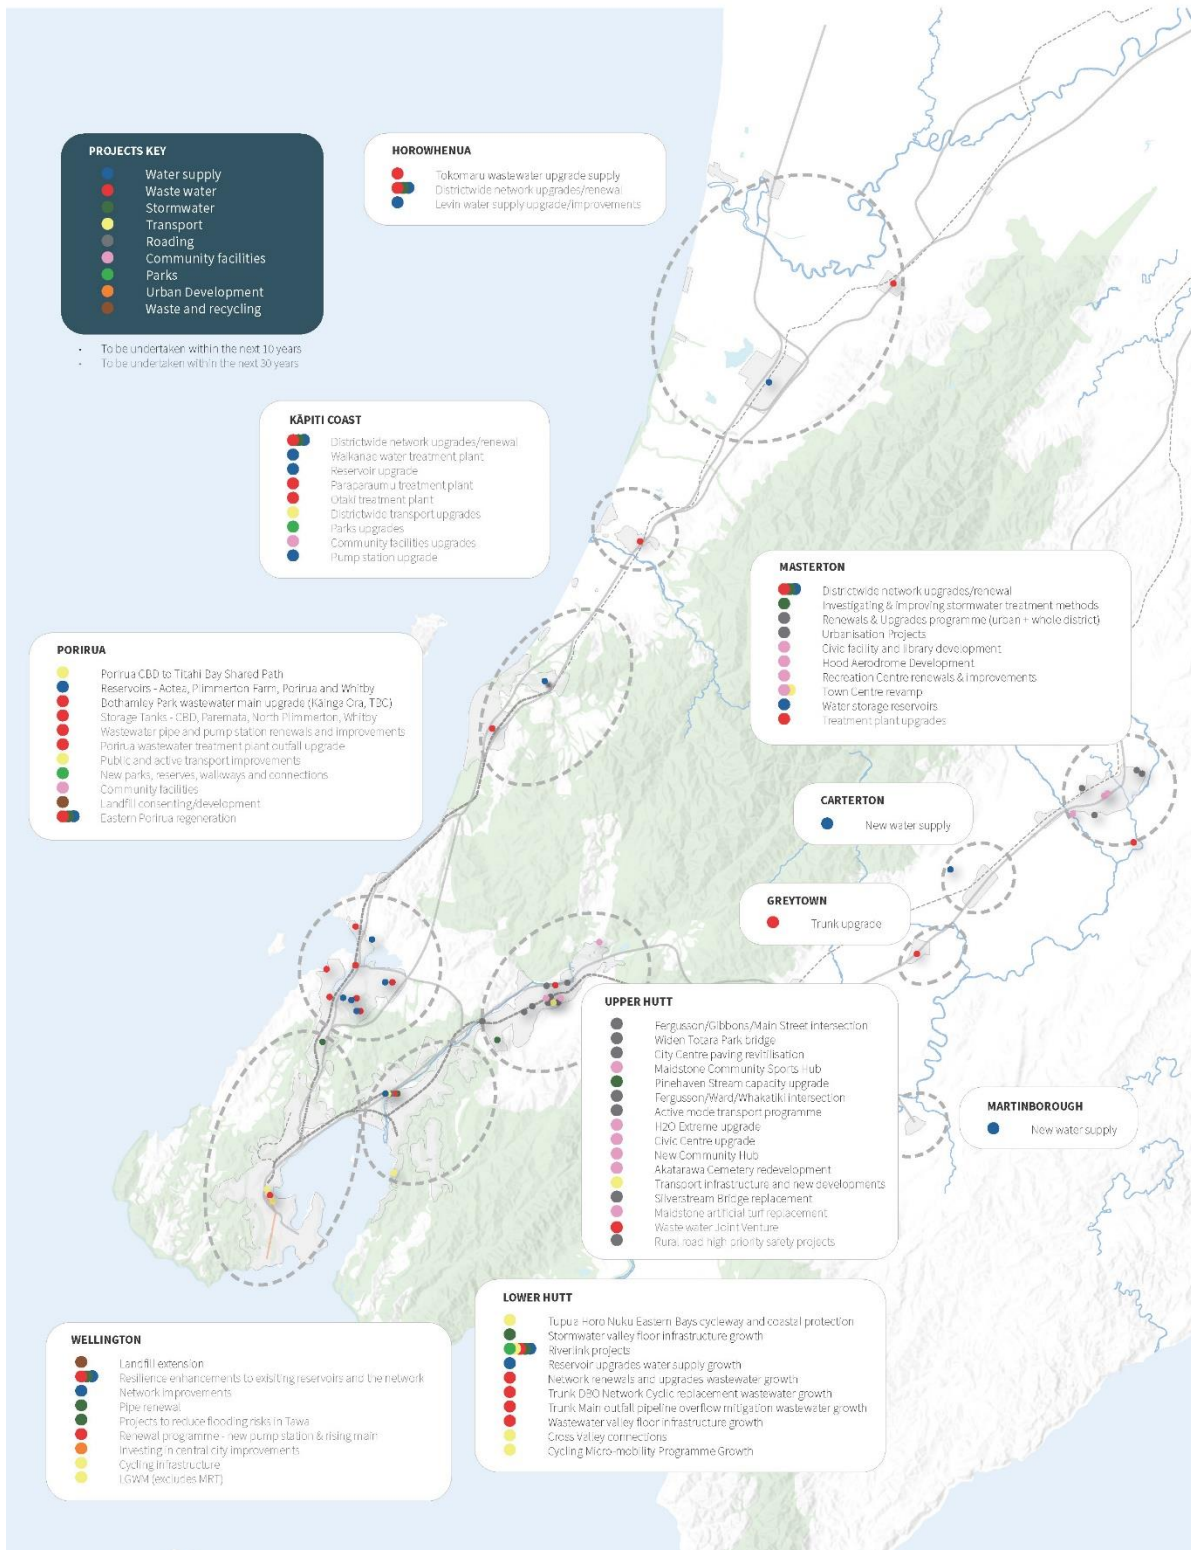 PROJECTS KEY
Water supply
Waste water
Stormwater
Transport
Roading
Community facilities
Parks
Urban Development
Waste and recycling
- To be undertaken within the next 10 years
- To be undertaken within the next 30 years
HOROWHENUA
Tokomaru wastewater upgrade supply
Districtwide network upgrades/renewal
Levin water supply upgrade/improvements
KĀPITI COAST
Districtwide network upgrades/renewal
Waikanae water treatment plant
Reservoir upgrade
Paraparaumu treatment plant
Otaki treatment plant
Districtwide transport upgrades
Parks upgrades
Community facilities upgrades
Pump station upgrade
MASTERTON
Districtwide network upgrades/renewal
Investigating & improving stormwater treatment methods
Renewals & Upgrades programme (urban + whole district)
Urbanisation Projects
Civic facility and library development
Hood Aerodrome Development
Recreation Centre renewals & improvements
Town Centre revamp
Water storage reservoirs
Treatment plant upgrades
PORIRUA
Porirua CBD to Titahi Bay Shared Path
Reservoirs - Aotea, Plimmerton Farm, Porirua and Whitby
Bothamley Park wastewater main upgrade (Kāinga Ora, TBC)
Storage Tanks - CBD, Paremata, North Plimmerton, Whitby
Wastewater pipe and pump station renewals and improvements
Porirua wastewater treatment plant outfall upgrade
Public and active transport improvements
New parks, reserves, walkways and connections
Community facilities
Landfill consenting/development
Eastern Porirua regeneration
CARTERTON
New water supply
GREYTOWN
Trunk upgrade
UPPER HUTT
Fergusson/Gibbons/Main Street intersection
Widen Totara Park bridge
City Centre paving revitilisation
Maidstone Community Sports Hub
Pinehaven Stream capacity upgrade
Fergusson/Ward/Whakatiki intersection
Active mode transport programme
H2O Extreme upgrade
Civic Centre upgrade
New Community Hub
Akatarawa Cemetery redevelopment
Transport infrastructure and new developments
Silverstream Bridge replacement
Maidstone artificial turf replacement
Waste water Joint Venture
Rural road high priority safety projects
MARTINBOROUGH
New water supply
LOWER HUTT
Tupua Horo Nuku Eastern Bays cycleway and coastal protection
Stormwater valley floor infrastructure growth
Riverlink projects
Reservoir upgrades water supply growth
Network renewals and upgrades wastewater growth
Trunk DBO Network Cyclic replacement wastewater growth
Trunk Main outfall pipeline overflow mitigation wastewater growth
Wastewater valley floor infrastructure growth
Cross Valley connections
Cycling Micro-mobility Programme Growth
WELLINGTON
Landfill extension
Resilience enhancements to exisiting reservoirs and the network
Network improvements
Pipe renewal
Projects to reduce flooding risks in Tawa
Renewal programme - new pump station & rising main
Investing in central city improvements
Cycling infrastructure
LGWM (excludes MRT)